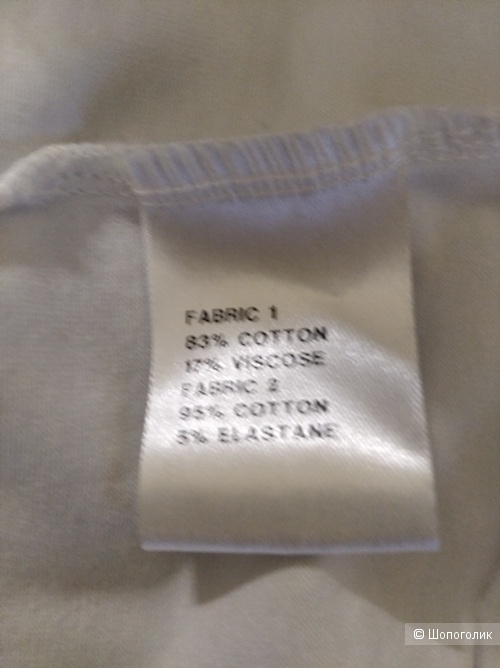 FABRIC 1
83% COTTON
17% VISCOSE
FABRIC 2
95% COTTON
5% ELASTANE
© Шопоголик